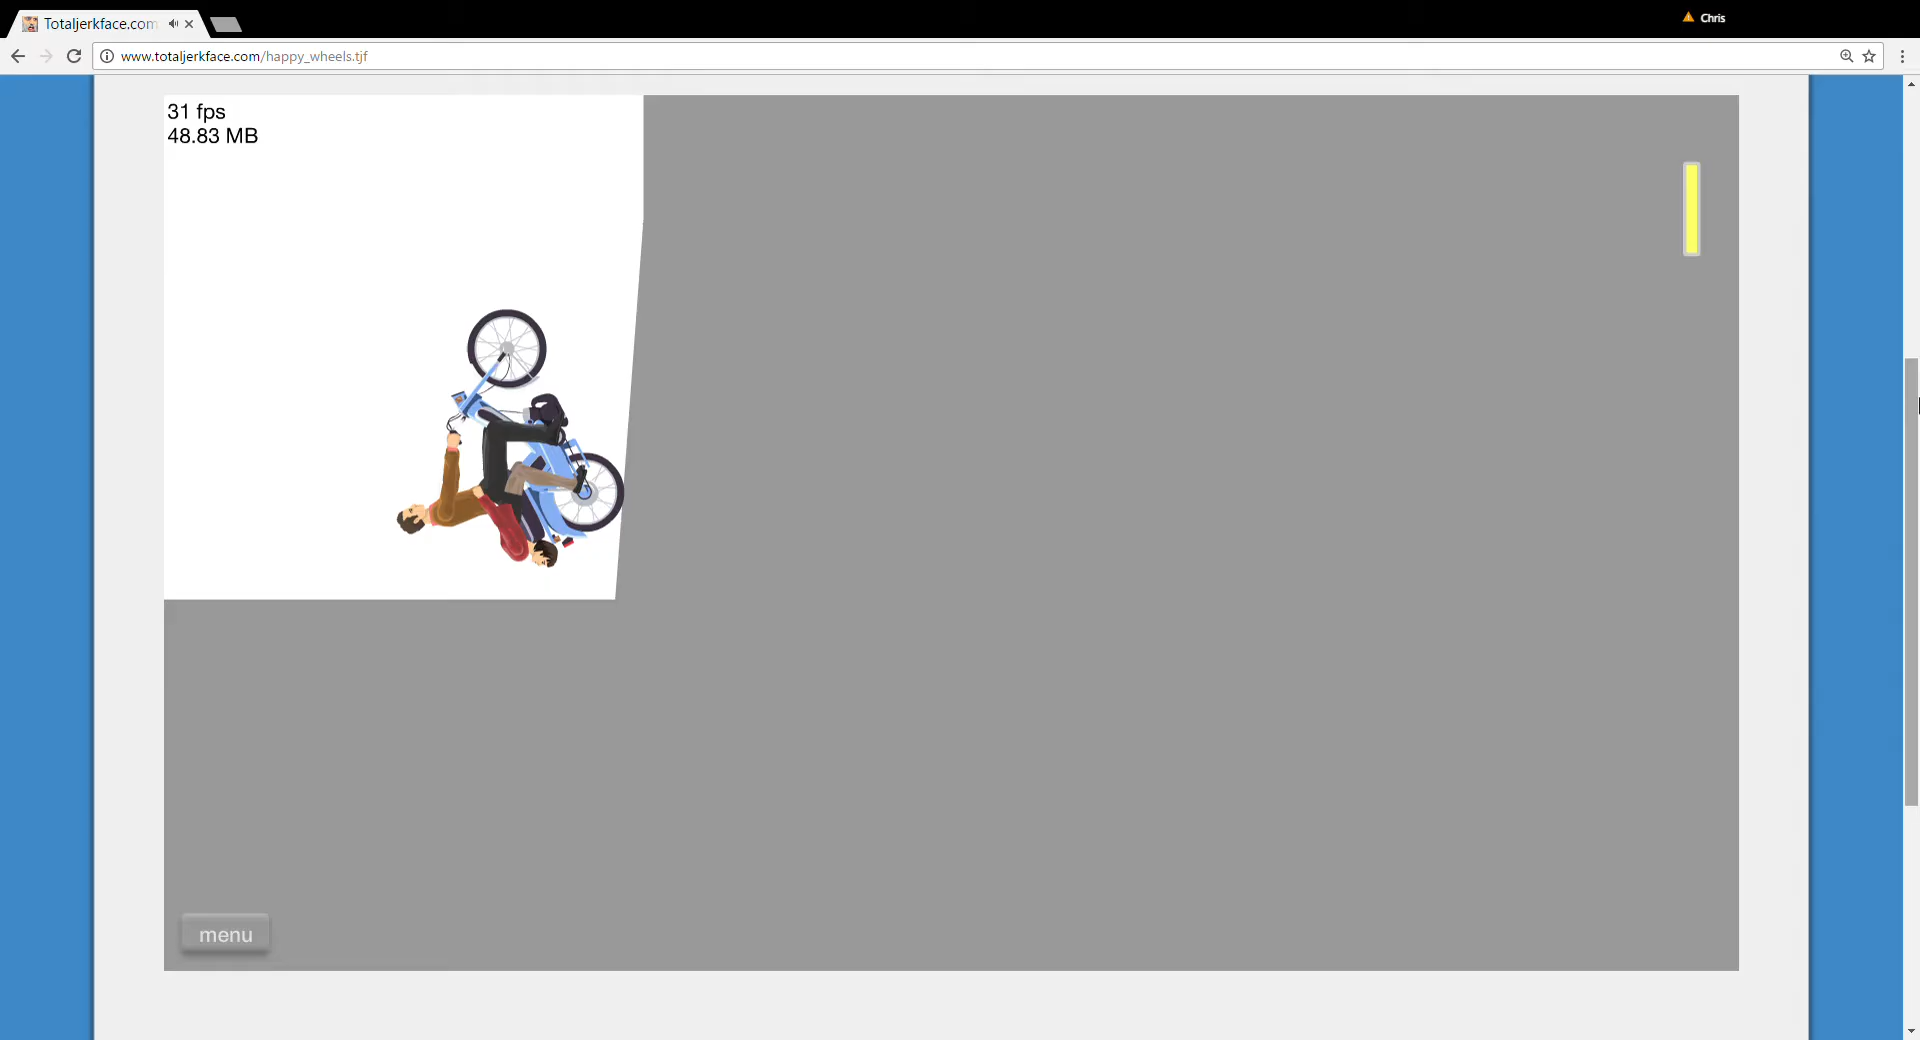 Totaljerkface.com
Chris
www.totaljerkface.com/happy_wheels.tjf
31 fps
48.83 MB
menu